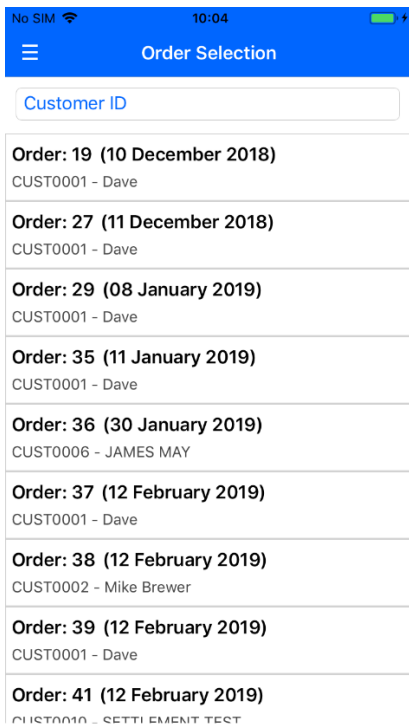 No SIM 10:04
Order Selection
Customer ID
Order: 19 (10 December 2018)
CUST0001 - Dave
Order: 27 (11 December 2018)
CUST0001 - Dave
Order: 29 (08 January 2019)
CUST0001 - Dave
Order: 35 (11 January 2019)
CUST0001 - Dave
Order: 36 (30 January 2019)
CUST0006 - JAMES MAY
Order: 37 (12 February 2019)
CUST0001 - Dave
Order: 38 (12 February 2019)
CUST0002 - Mike Brewer
Order: 39 (12 February 2019)
CUST0001 - Dave
Order: 41 (12 February 2019)
CUST0010 - SETTLEMENT TEST